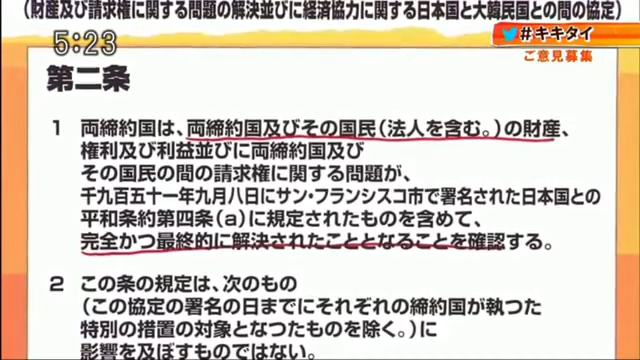 （財産及び請求権に関する問題の解決並びに経済協力に関する日本国と大韓民国との間の協定）
5:23
#キキタイ
ご意見募集
第二条
1 両締約国は、両締約国及びその国民（法人を含む。）の財産、
権利及び利益並びに両締約国及び
その国民の間の請求権に関する問題が、
千九百五十一年九月八日にサン・フランシスコ市で署名された日本国との
平和条約第四条（a）に規定されたものを含めて、
完全かつ最終的に解決されたこととなることを確認する。
2 この条の規定は、次のもの
（この協定の署名の日までにそれぞれの締約国が執つた
特別の措置の対象となつたものを除く。）に
影響を及ぼすものではない。